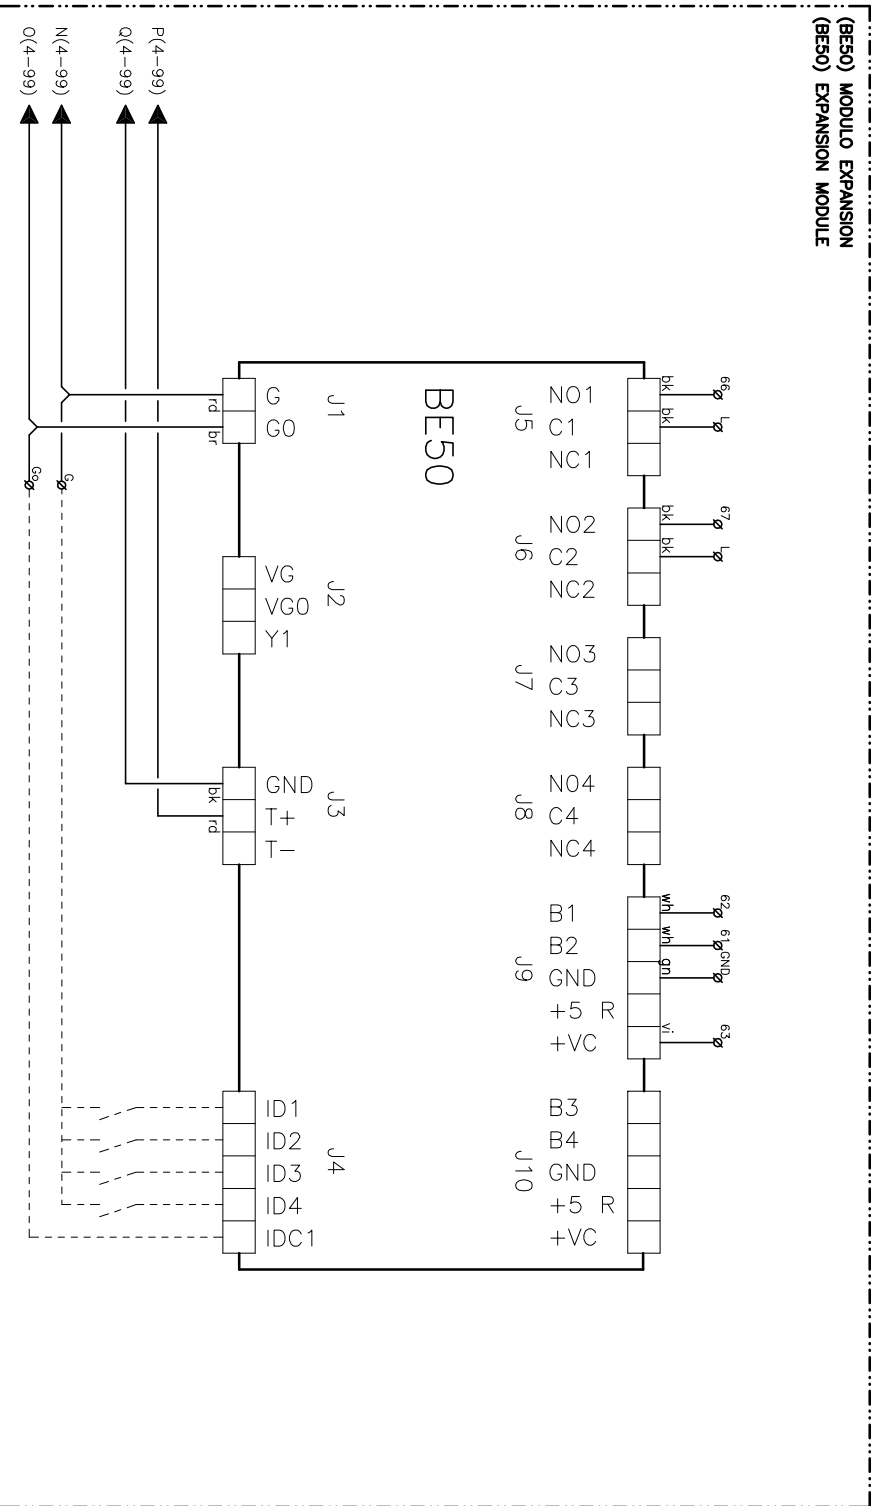 (BE50) MODULO EXPANSION
(BE50) EXPANSION MODULE
P(4-99)
Q(4-99)
N(4-99)
O(4-99)
BE50
66
bk
L
bk
NO1
C1
NC1
J5
67
bk
L
bk
NO2
C2
NC2
J6
NO3
C3
NC3
J7
NO4
C4
NC4
J8
62
wh
61
wh
GND
gn
63
vi
B1
B2
GND
+5 R
+VC
J9
B3
B4
GND
+5 R
+VC
J10
J1
G
G0
rd
br
G
Go
J2
VG
VG0
Y1
J3
GND
T+
T-
bk
rd
J4
ID1
ID2
ID3
ID4
IDC1